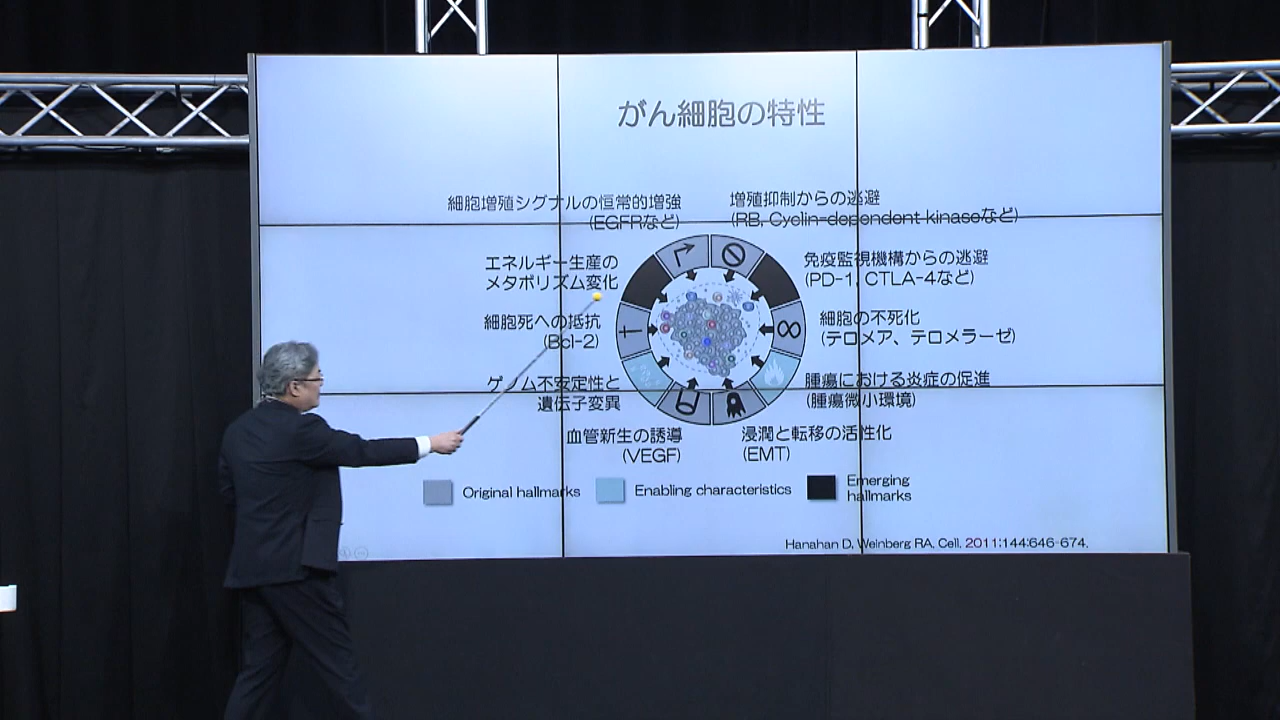 がん細胞の特性
細胞増殖シグナルの恒常的増強
(EGFRなど)
増殖抑制からの逃避
(RB, Cyclin-dependent kinaseなど)
エネルギー生産の
メタボリズム変化
免疫監視機構からの逃避
(PD-1, CTLA-4など)
細胞死への抵抗
(Bcl-2)
細胞の不死化
(テロメア、テロメラーゼ)
ゲノム不安定性と
遺伝子変異
腫瘍における炎症の促進
(腫瘍微小環境)
血管新生の誘導
(VEGF)
浸潤と転移の活性化
(EMT)
Original hallmarks
Enabling characteristics
Emerging
hallmarks
Hanahan D, Weinberg RA, Cell. 2011;144:646-674.